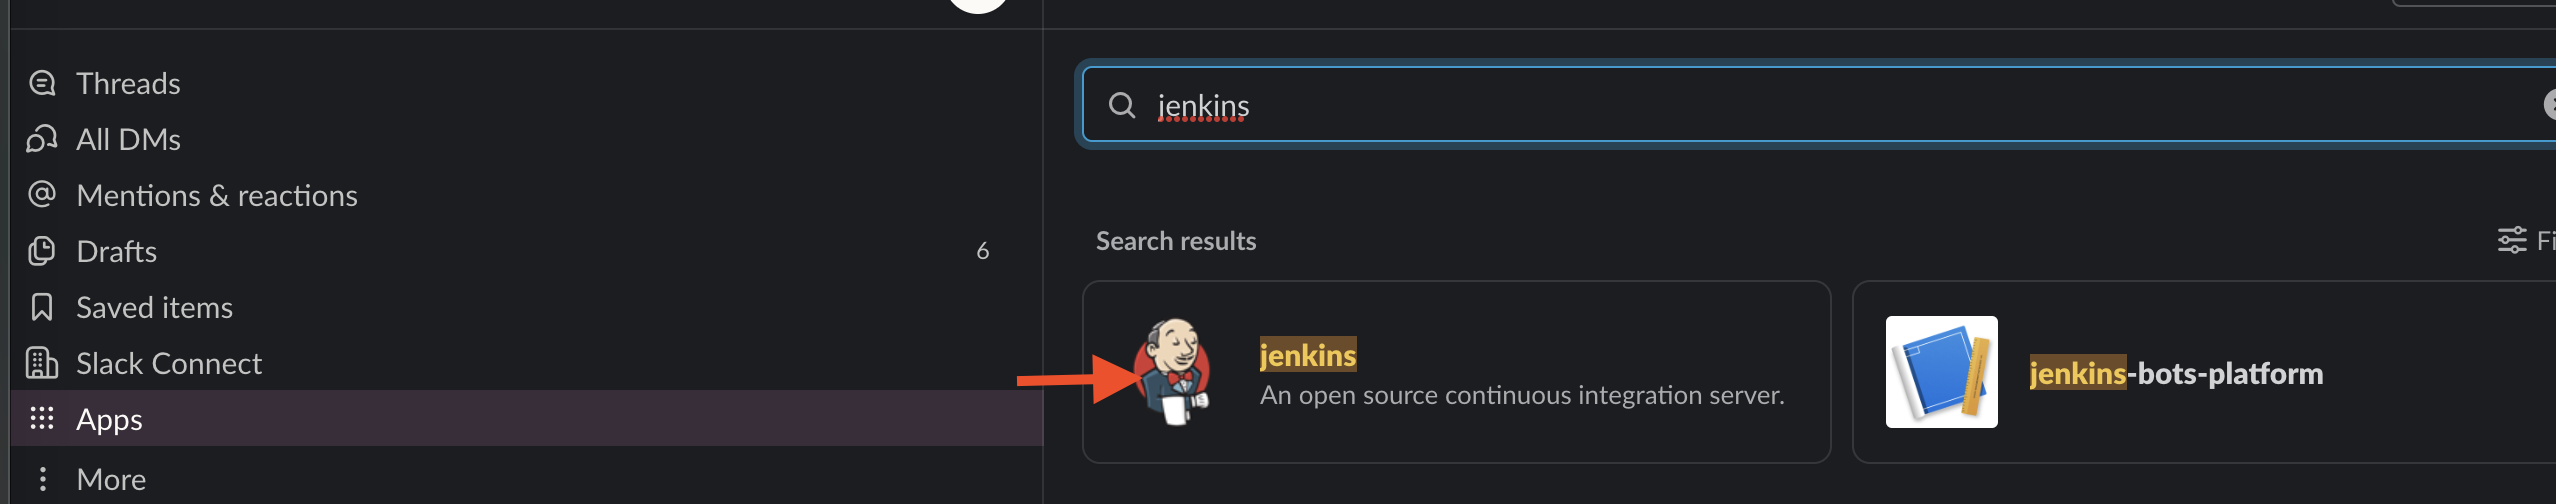 Threads
All DMs
Mentions & reactions
Drafts 6
Saved items
Slack Connect
Apps
More
jenkins
Search results
jenkins
An open source continuous integration server.
jenkins-bots-platform